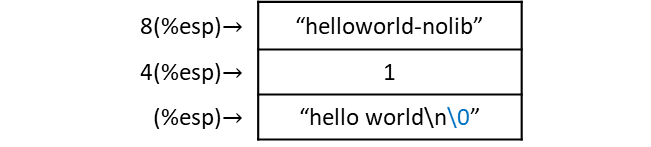 8(%esp)→ “helloworld-nolib”
4(%esp)→ 1
(%esp)→ “hello world\n\0”